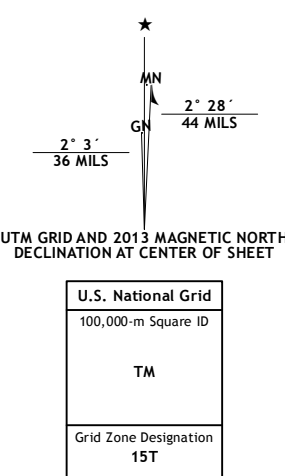 ★
MN
2° 28´
44 MILS
GN
2° 3´
36 MILS
UTM GRID AND 2013 MAGNETIC NORTH
DECLINATION AT CENTER OF SHEET
U.S. National Grid
100,000-m Square ID
TM
Grid Zone Designation
15T